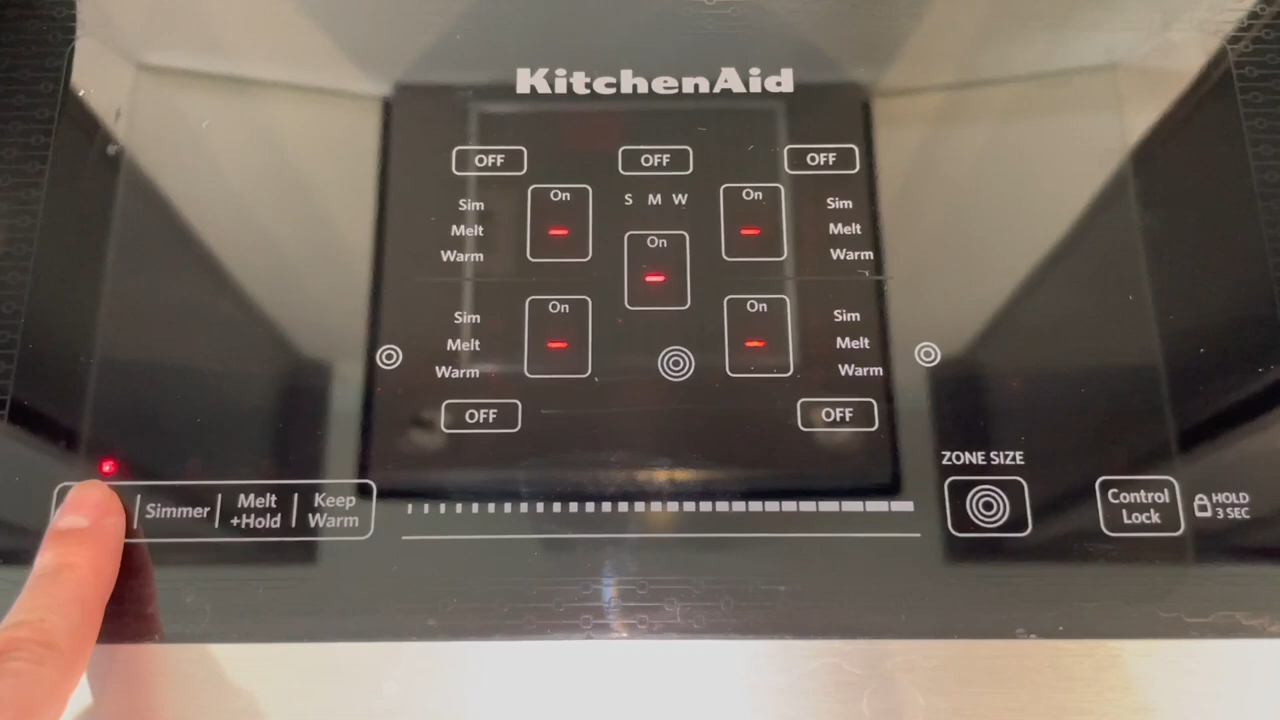 KitchenAid
OFF OFF OFF
On S M W On
Sim Sim
Melt On Melt
Warm Warm
On On
Sim Sim
Melt Melt
Warm Warm
OFF OFF
ZONE SIZE
Simmer
Melt
+Hold
Keep
Warm
Control
Lock
HOLD
3 SEC